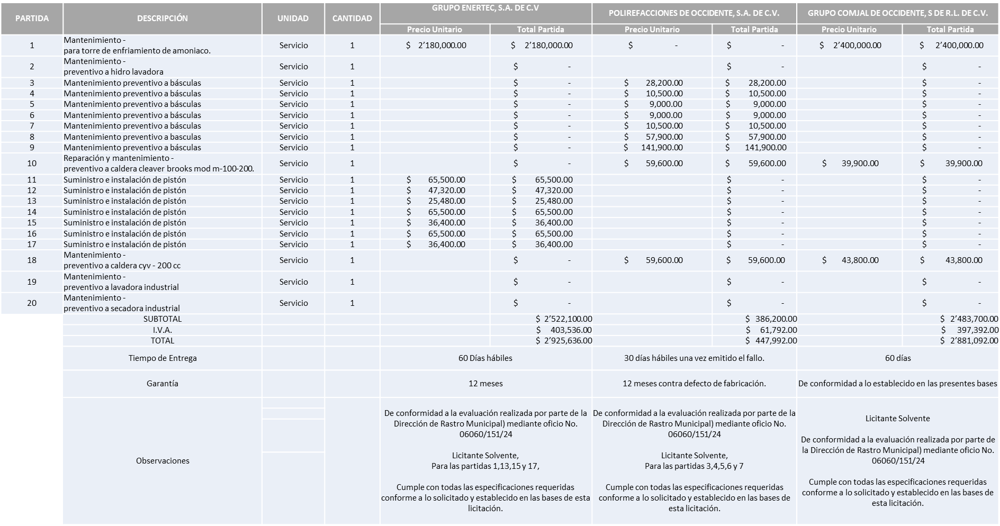 PARTIDA DESCRIPCIÓN UNIDAD CANTIDAD GRUPO ENERTEC, S.A. DE C.V POLIREFACCIONES DE OCCIDENTE, S.A. DE C.V. GRUPO COMJAL DE OCCIDENTE, S DE R.L. DE C.V.
Precio Unitario Total Partida Precio Unitario Total Partida Precio Unitario Total Partida
1 Mantenimiento -
para torre de enfriamiento de amoniaco. Servicio 1 $ 2’180,000.00 $ 2’180,000.00 $ - $ - $ 2’400,000.00 $ 2’400,000.00
2 Mantenimiento -
preventivo a hidro lavadora Servicio 1 $ - $ - $ -
3 Mantenimiento preventivo a básculas Servicio 1 $ - $ 28,200.00 $ 28,200.00 $ -
4 Mantenimiento preventivo a básculas Servicio 1 $ - $ 10,500.00 $ 10,500.00 $ -
5 Mantenimiento preventivo a básculas Servicio 1 $ - $ 9,000.00 $ 9,000.00 $ -
6 Mantenimiento preventivo a básculas Servicio 1 $ - $ 9,000.00 $ 9,000.00 $ -
7 Mantenimiento preventivo a básculas Servicio 1 $ - $ 10,500.00 $ 10,500.00 $ -
8 Mantenimiento preventivo a basculas Servicio 1 $ - $ 57,900.00 $ 57,900.00 $ -
9 Mantenimiento preventivo a básculas Servicio 1 $ - $ 141,900.00 $ 141,900.00 $ -
10 Reparación y mantenimiento -
preventivo a caldera cleaver brooks mod m-100-200. Servicio 1 $ - $ 59,600.00 $ 59,600.00 $ 39,900.00 $ 39,900.00
11 Suministro e instalación de pistón Servicio 1 $ 65,500.00 $ 65,500.00 $ - $ -
12 Suministro e instalación de pistón Servicio 1 $ 47,320.00 $ 47,320.00 $ - $ -
13 Suministro e instalación de pistón Servicio 1 $ 25,480.00 $ 25,480.00 $ - $ -
14 Suministro e instalación de pistón Servicio 1 $ 65,500.00 $ 65,500.00 $ - $ -
15 Suministro e instalación de pistón Servicio 1 $ 36,400.00 $ 36,400.00 $ - $ -
16 Suministro e instalación de pistón Servicio 1 $ 65,500.00 $ 65,500.00 $ - $ -
17 Suministro e instalación de pistón Servicio 1 $ 36,400.00 $ 36,400.00 $ - $ -
18 Mantenimiento -
preventivo a caldera cyv - 200 cc Servicio 1 $ - $ 59,600.00 $ 59,600.00 $ 43,800.00 $ 43,800.00
19 Mantenimiento -
preventivo a lavadora industrial Servicio 1 $ - $ - $ -
20 Mantenimiento -
preventivo a secadora industrial Servicio 1 $ - $ - $ -
SUBTOTAL $ 2’522,100.00 $ 386,200.00 $ 2’483,700.00
I.V.A. $ 403,536.00 $ 61,792.00 $ 397,392.00
TOTAL $ 2’925,636.00 $ 447,992.00 $ 2’881,092.00
Tiempo de Entrega 60 Días hábiles 30 días hábiles una vez emitido el fallo. 60 días
Garantía 12 meses 12 meses contra defecto de fabricación. De conformidad a lo establecido en las presentes bases
Observaciones
De conformidad a la evaluación realizada por parte de la
Dirección de Rastro Municipal) mediante oficio No.
06060/151/24
Licitante Solvente,
Para las partidas 1,13,15 y 17,
Cumple con todas las especificaciones requeridas
conforme a lo solicitado y establecido en las bases de esta
licitación.
De conformidad a la evaluación realizada por parte de la
Dirección de Rastro Municipal) mediante oficio No.
06060/151/24
Licitante Solvente,
Para las partidas 3,4,5,6 y 7
Cumple con todas las especificaciones requeridas
conforme a lo solicitado y establecido en las bases de
esta licitación.
Licitante Solvente
De conformidad a la evaluación realizada por parte de
la Dirección de Rastro Municipal) mediante oficio No.
06060/151/24
Cumple con todas las especificaciones requeridas
conforme a lo solicitado y establecido en las bases de
esta licitación.